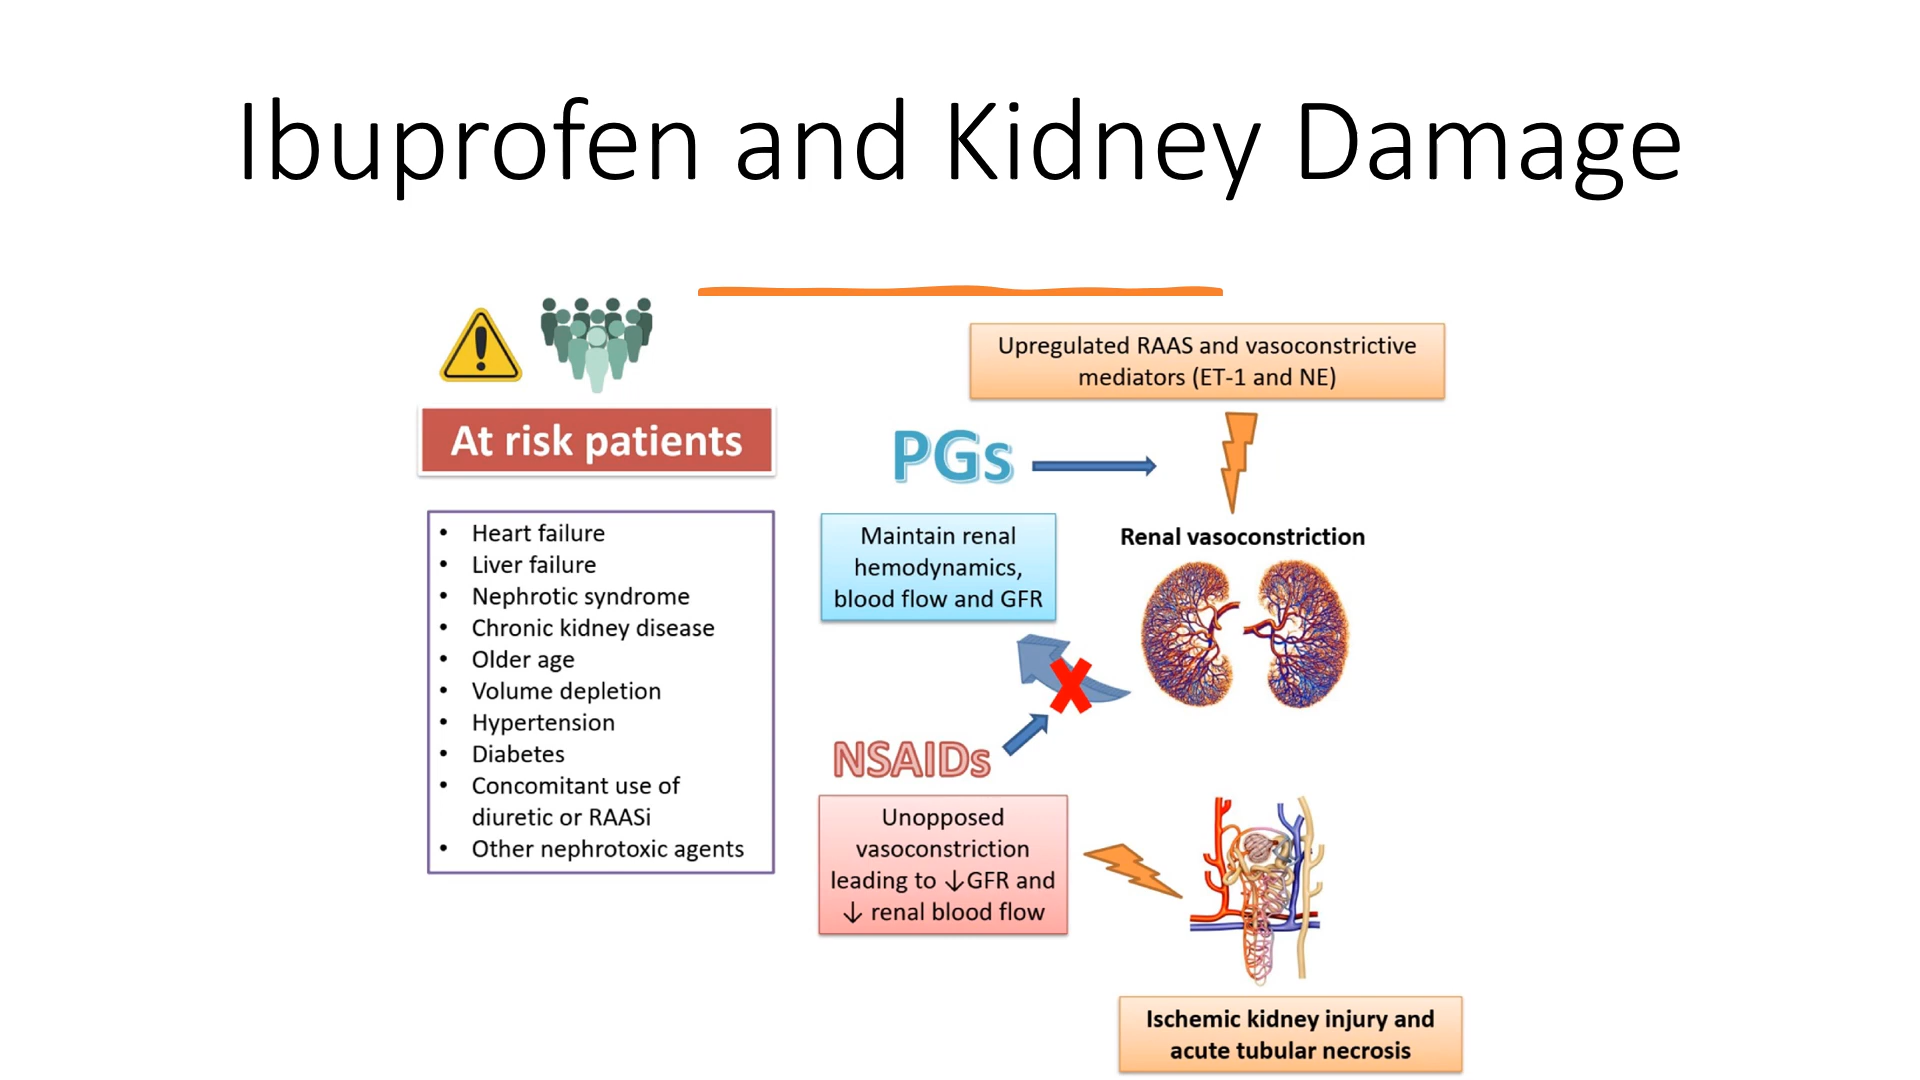 Ibuprofen and Kidney Damage
At risk patients
• Heart failure
• Liver failure
• Nephrotic syndrome
• Chronic kidney disease
• Older age
• Volume depletion
• Hypertension
• Diabetes
• Concomitant use of
diuretic or RAASi
• Other nephrotoxic agents
Upregulated RAAS and vasoconstrictive
mediators (ET-1 and NE)
PGs
Maintain renal
hemodynamics,
blood flow and GFR
Renal vasoconstriction
NSAIDs
Unopposed
vasoconstriction
leading to ↓GFR and
↓ renal blood flow
Ischemic kidney injury and
acute tubular necrosis